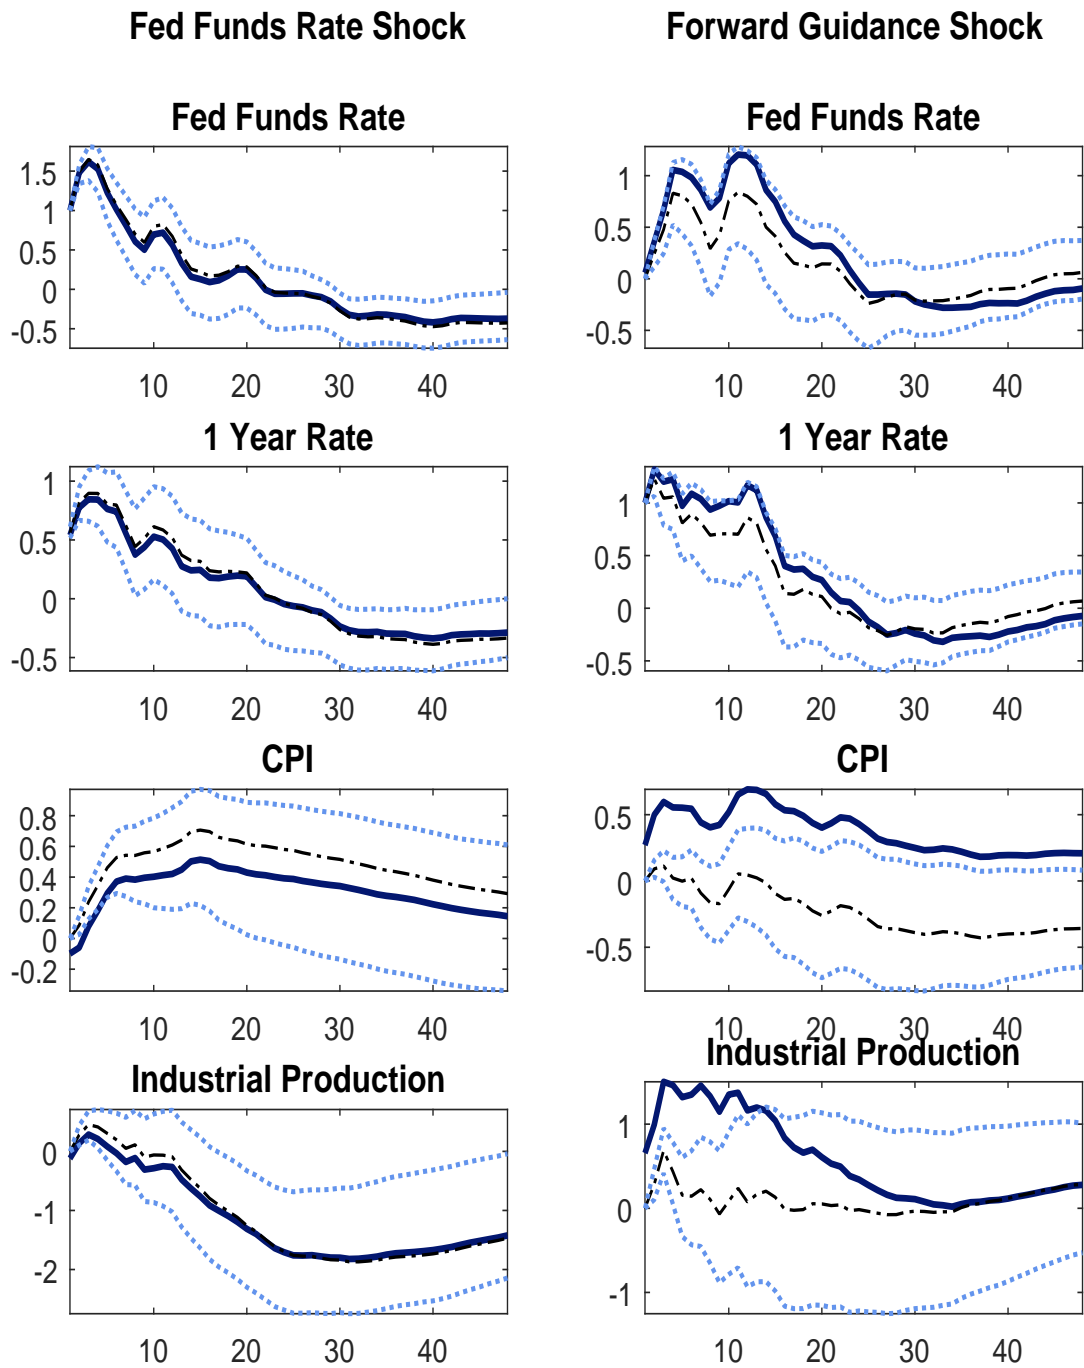 Fed Funds Rate Shock
Forward Guidance Shock
Fed Funds Rate
1.5
1
0.5
0
-0.5
10 20 30 40
Fed Funds Rate
1
0.5
0
-0.5
10 20 30 40
1 Year Rate
1
0.5
0
-0.5
10 20 30 40
1 Year Rate
1
0.5
0
-0.5
10 20 30 40
CPI
0.8
0.6
0.4
0.2
0
-0.2
10 20 30 40
CPI
0.5
0
-0.5
10 20 30 40
Industrial Production
0
-1
-2
10 20 30 40
Industrial Production
1
0
-1
10 20 30 40